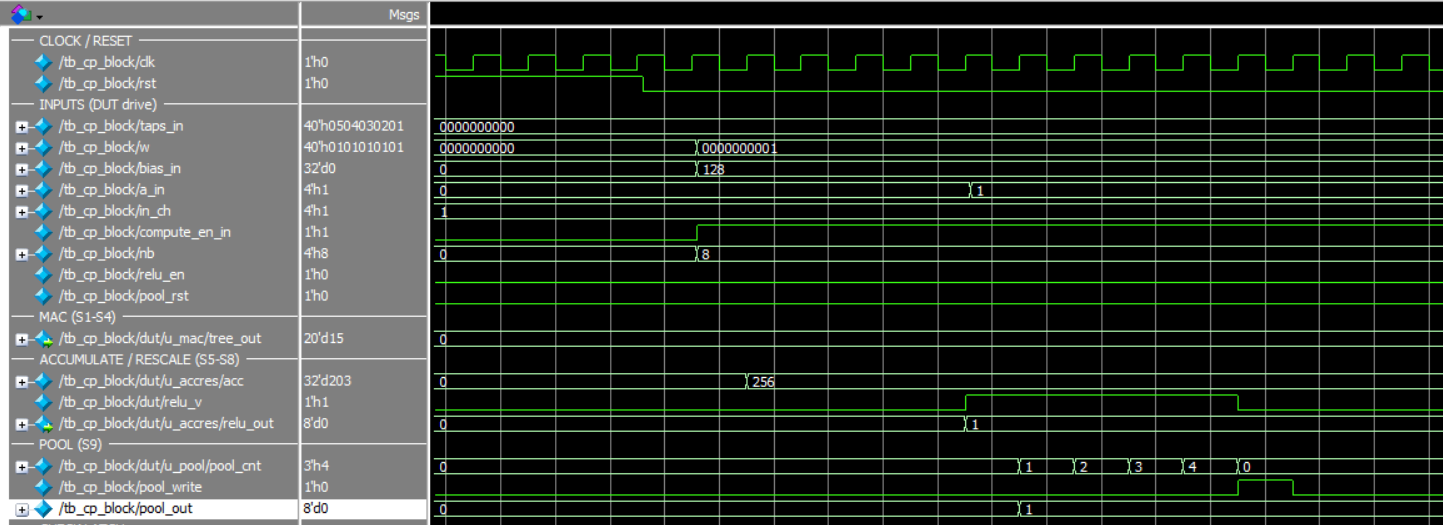 Msgs
CLOCK / RESET
/tb_cp_block/clk 1'h0
/tb_cp_block/rst 1'h0
INPUTS (DUT drive)
/tb_cp_block/taps_in 40'h0504030201 0000000000
/tb_cp_block/w 40'h0101010101 0000000000 0000000001
/tb_cp_block/bias_in 32'd0 0 128
/tb_cp_block/a_in 4'h1 0 1
/tb_cp_block/in_ch 4'h1 1
/tb_cp_block/compute_en_in 1'h1
/tb_cp_block/nb 4'h8 0 8
/tb_cp_block/relu_en 1'h0
/tb_cp_block/pool_rst 1'h0
MAC (S1-S4)
/tb_cp_block/dut/u_mac/tree_out 20'd15 0
ACCUMULATE / RESCALE (S5-S8)
/tb_cp_block/dut/u_accres/acc 32'd203 0 256
/tb_cp_block/dut/relu_v 1'h1
/tb_cp_block/dut/u_accres/relu_out 8'd0 0 1
POOL (S9)
/tb_cp_block/dut/u_pool/pool_cnt 3'h4 0 1 2 3 4 0
/tb_cp_block/pool_write 1'h0
/tb_cp_block/pool_out 8'd0 0 1